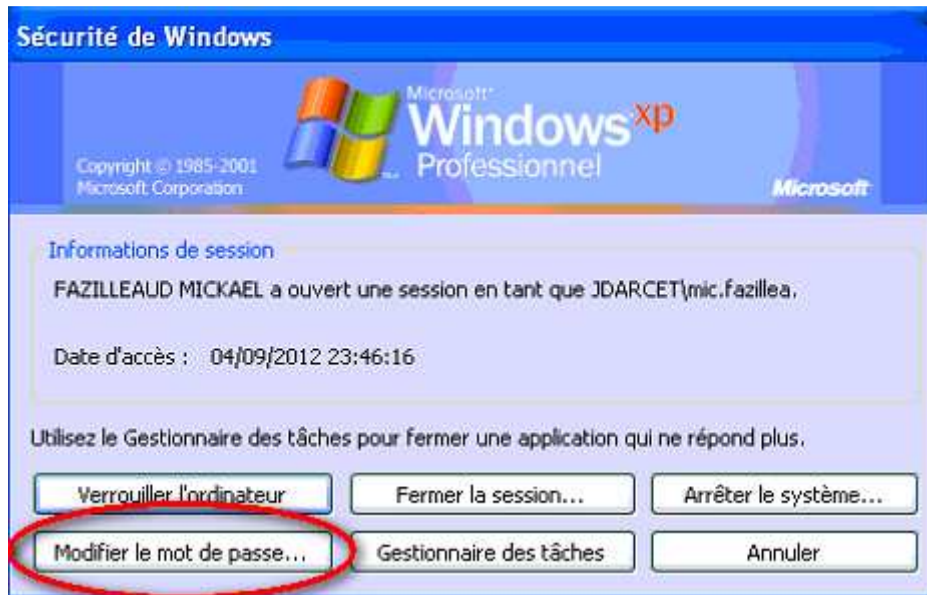 Sécurité de Windows
Microsoft
Windows xp
Professionnel
Copyright © 1985-2001
Microsoft Corporation
Microsoft
Informations de session
FAZILLEAUD MICKAEL a ouvert une session en tant que JDARCET\mic.fazillea.
Date d'accès : 04/09/2012 23:46:16
Utilisez le Gestionnaire des tâches pour fermer une application qui ne répond plus.
Verrouiller l'ordinateur Fermer la session... Arrêter le système...
Modifier le mot de passe... Gestionnaire des tâches Annuler